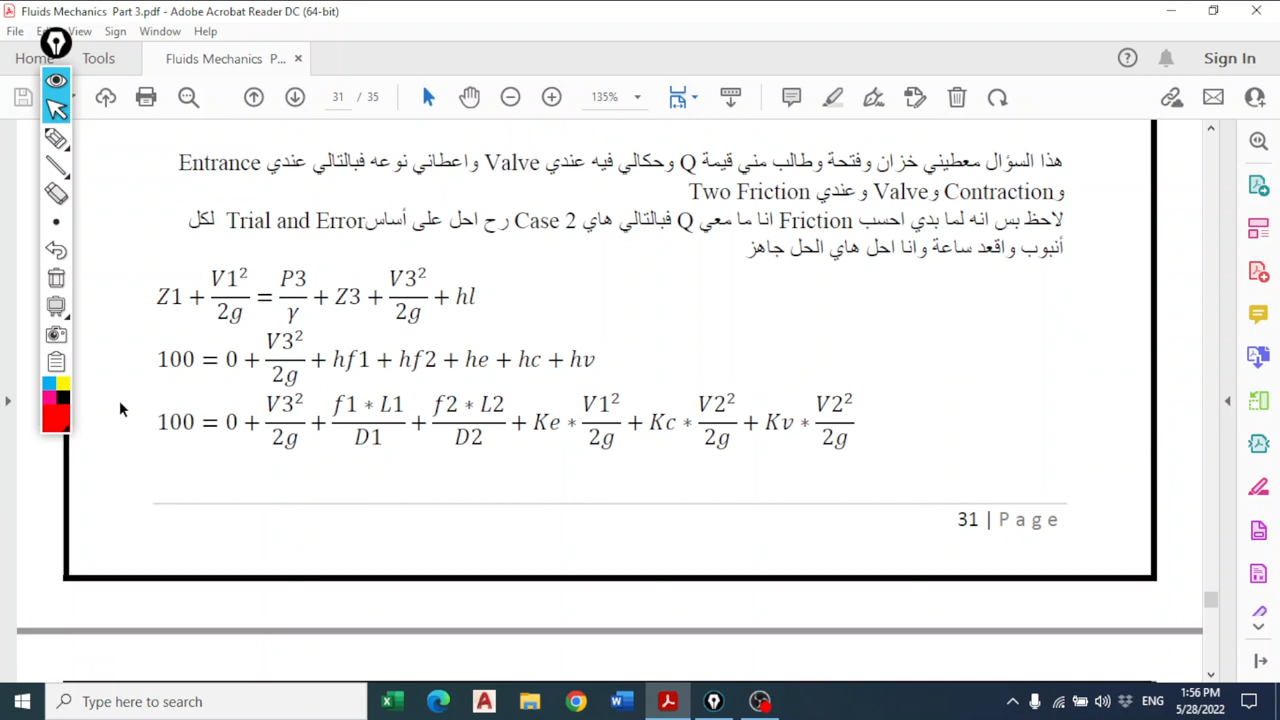 Fluids Mechanics Part 3.pdf - Adobe Acrobat Reader DC (64-bit)
File View Sign Window Help
Home Tools Fluids Mechanics P...
Sign In
31 / 35 135%
هذا السؤال معطيني خزان وفتحة وطالب مني قيمة Q وحكالي فيه عندي Valve واعطاني نوعه فبالتالي عندي Entrance
وContraction وValve وعندي Two Friction
لاحظ بس انه لما بدي احسب Friction انا ما معي Q فبالتالي هاي Case 2 رح احل على أساس Trial and Error لكل
أنبوب واقعد ساعة وانا احل هاي الحل جاهز
Z1 + V1²/2g = P3/γ + Z3 + V3²/2g + hl
100 = 0 + V3²/2g + hf1 + hf2 + he + hc + hv
100 = 0 + V3²/2g + f1 ∗ L1/D1 + f2 ∗ L2/D2 + Ke ∗ V1²/2g + Kc ∗ V2²/2g + Kv ∗ V2²/2g
31 | Page
Type here to search
ENG
1:56 PM
5/28/2022